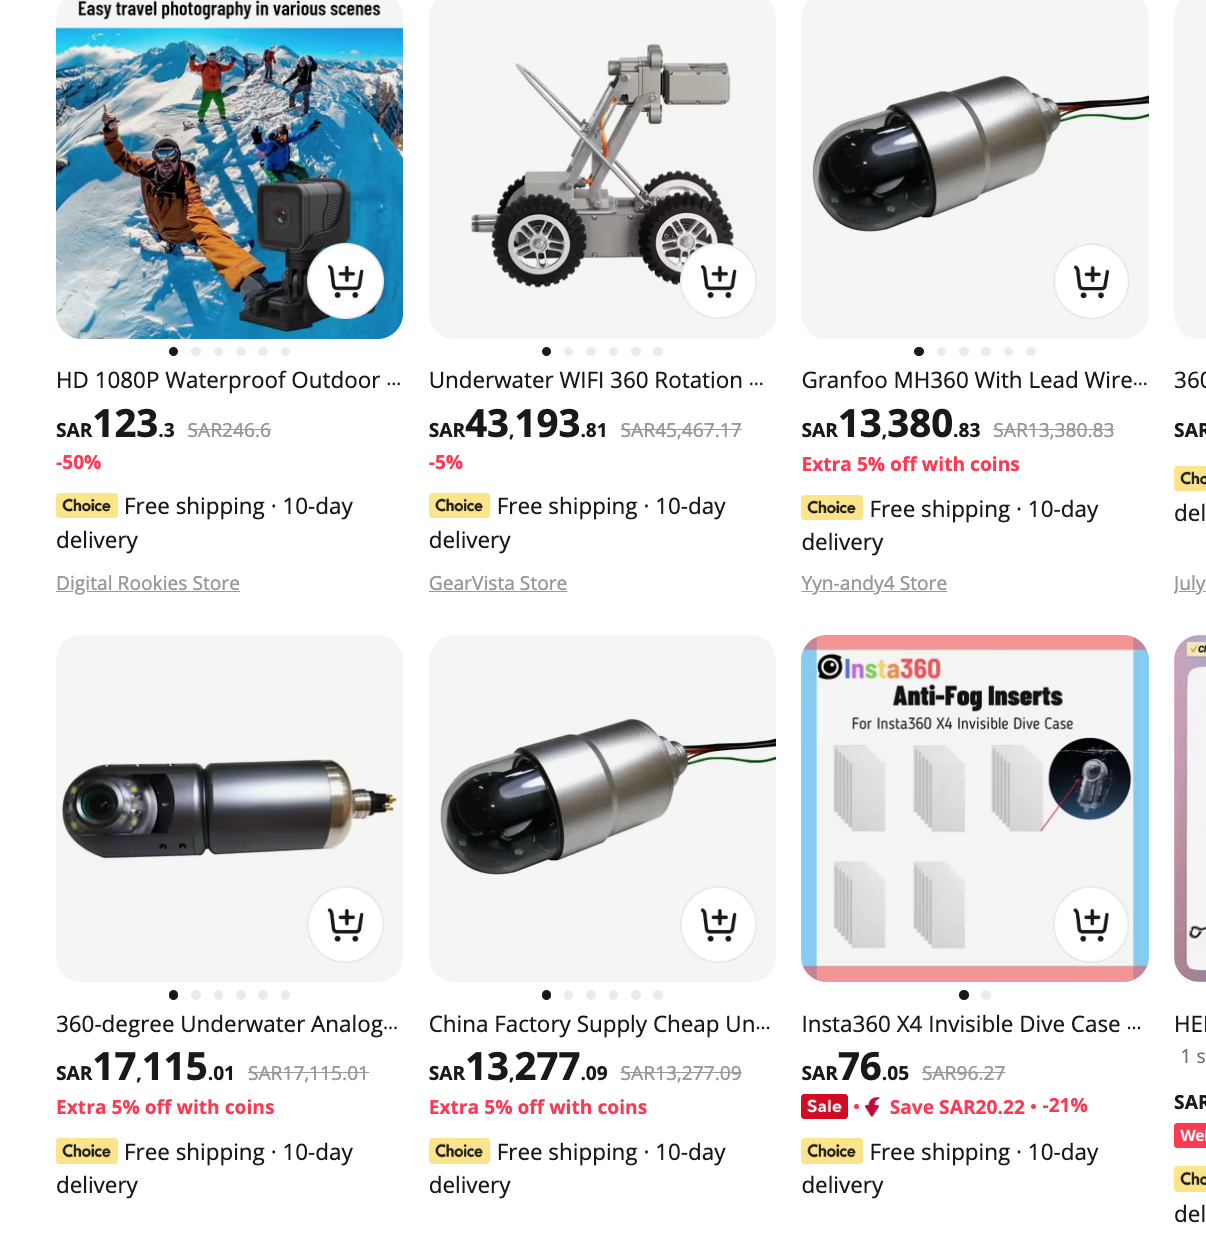 Easy travel photography in various scenes
HD 1080P Waterproof Outdoor ...
SAR123.3 SAR246.6
-50%
Choice Free shipping · 10-day
delivery
Digital Rookies Store
Underwater WIFI 360 Rotation ...
SAR43,193.81 SAR45,467.17
-5%
Choice Free shipping · 10-day
delivery
GearVista Store
Granfoo MH360 With Lead Wire...
SAR13,380.83 SAR13,380.83
Extra 5% off with coins
Choice Free shipping · 10-day
delivery
Yyn-andy4 Store
360
SAR
July
360-degree Underwater Analog...
SAR17,115.01 SAR17,115.01
Extra 5% off with coins
Choice Free shipping · 10-day
delivery
China Factory Supply Cheap Un...
SAR13,277.09 SAR13,277.09
Extra 5% off with coins
Choice Free shipping · 10-day
delivery
Insta360
Anti-Fog Inserts
For Insta360 X4 Invisible Dive Case
Insta360 X4 Invisible Dive Case ...
SAR76.05 SAR96.27
Sale · Save SAR20.22 · -21%
Choice Free shipping · 10-day
delivery
1 s
SAR